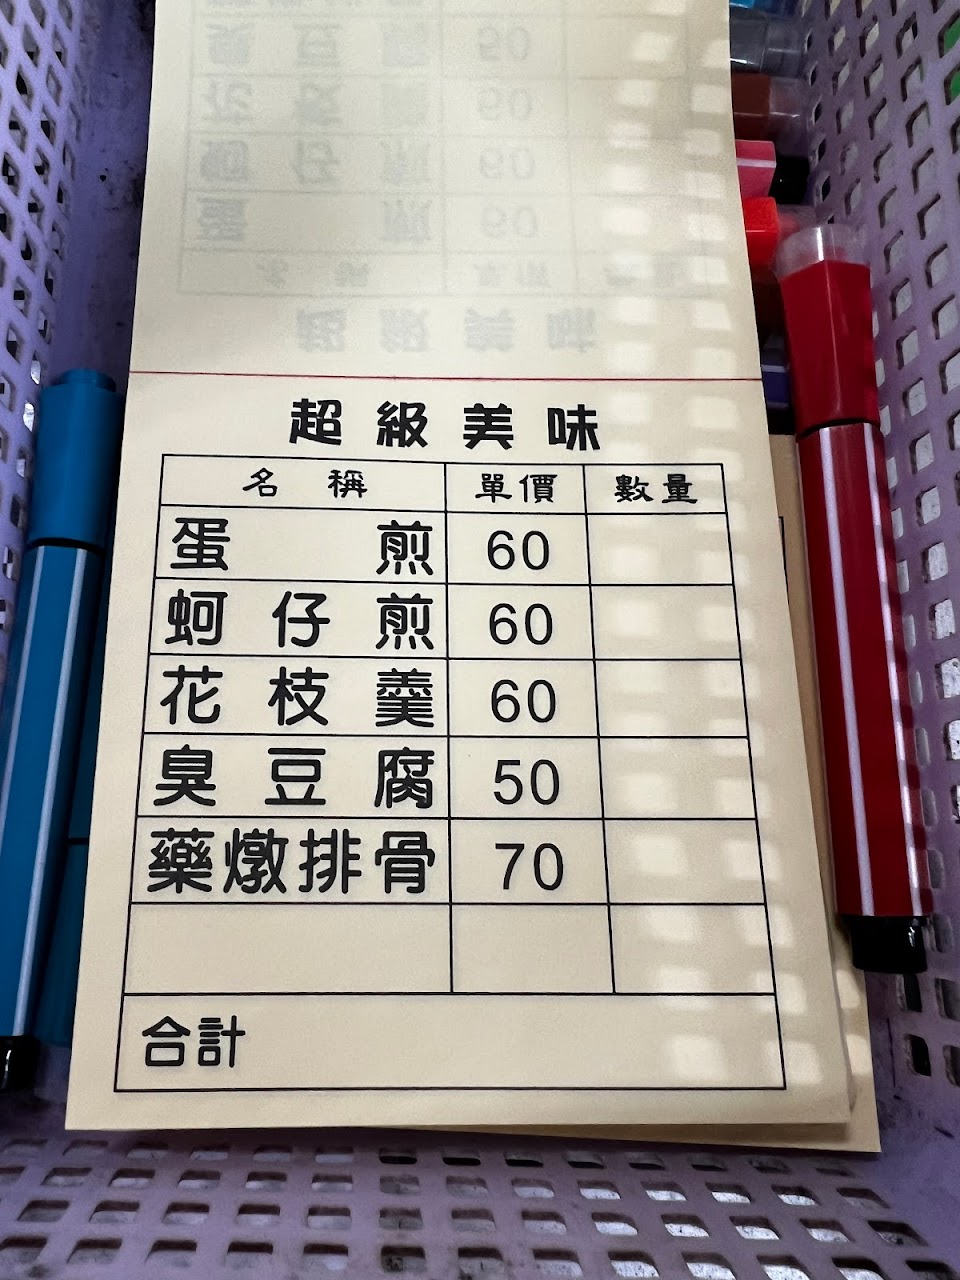 超級美味
名稱 單價 數量
蛋煎 60
蚵仔煎 60
花枝羹 60
臭豆腐 50
藥燉排骨 70
合計